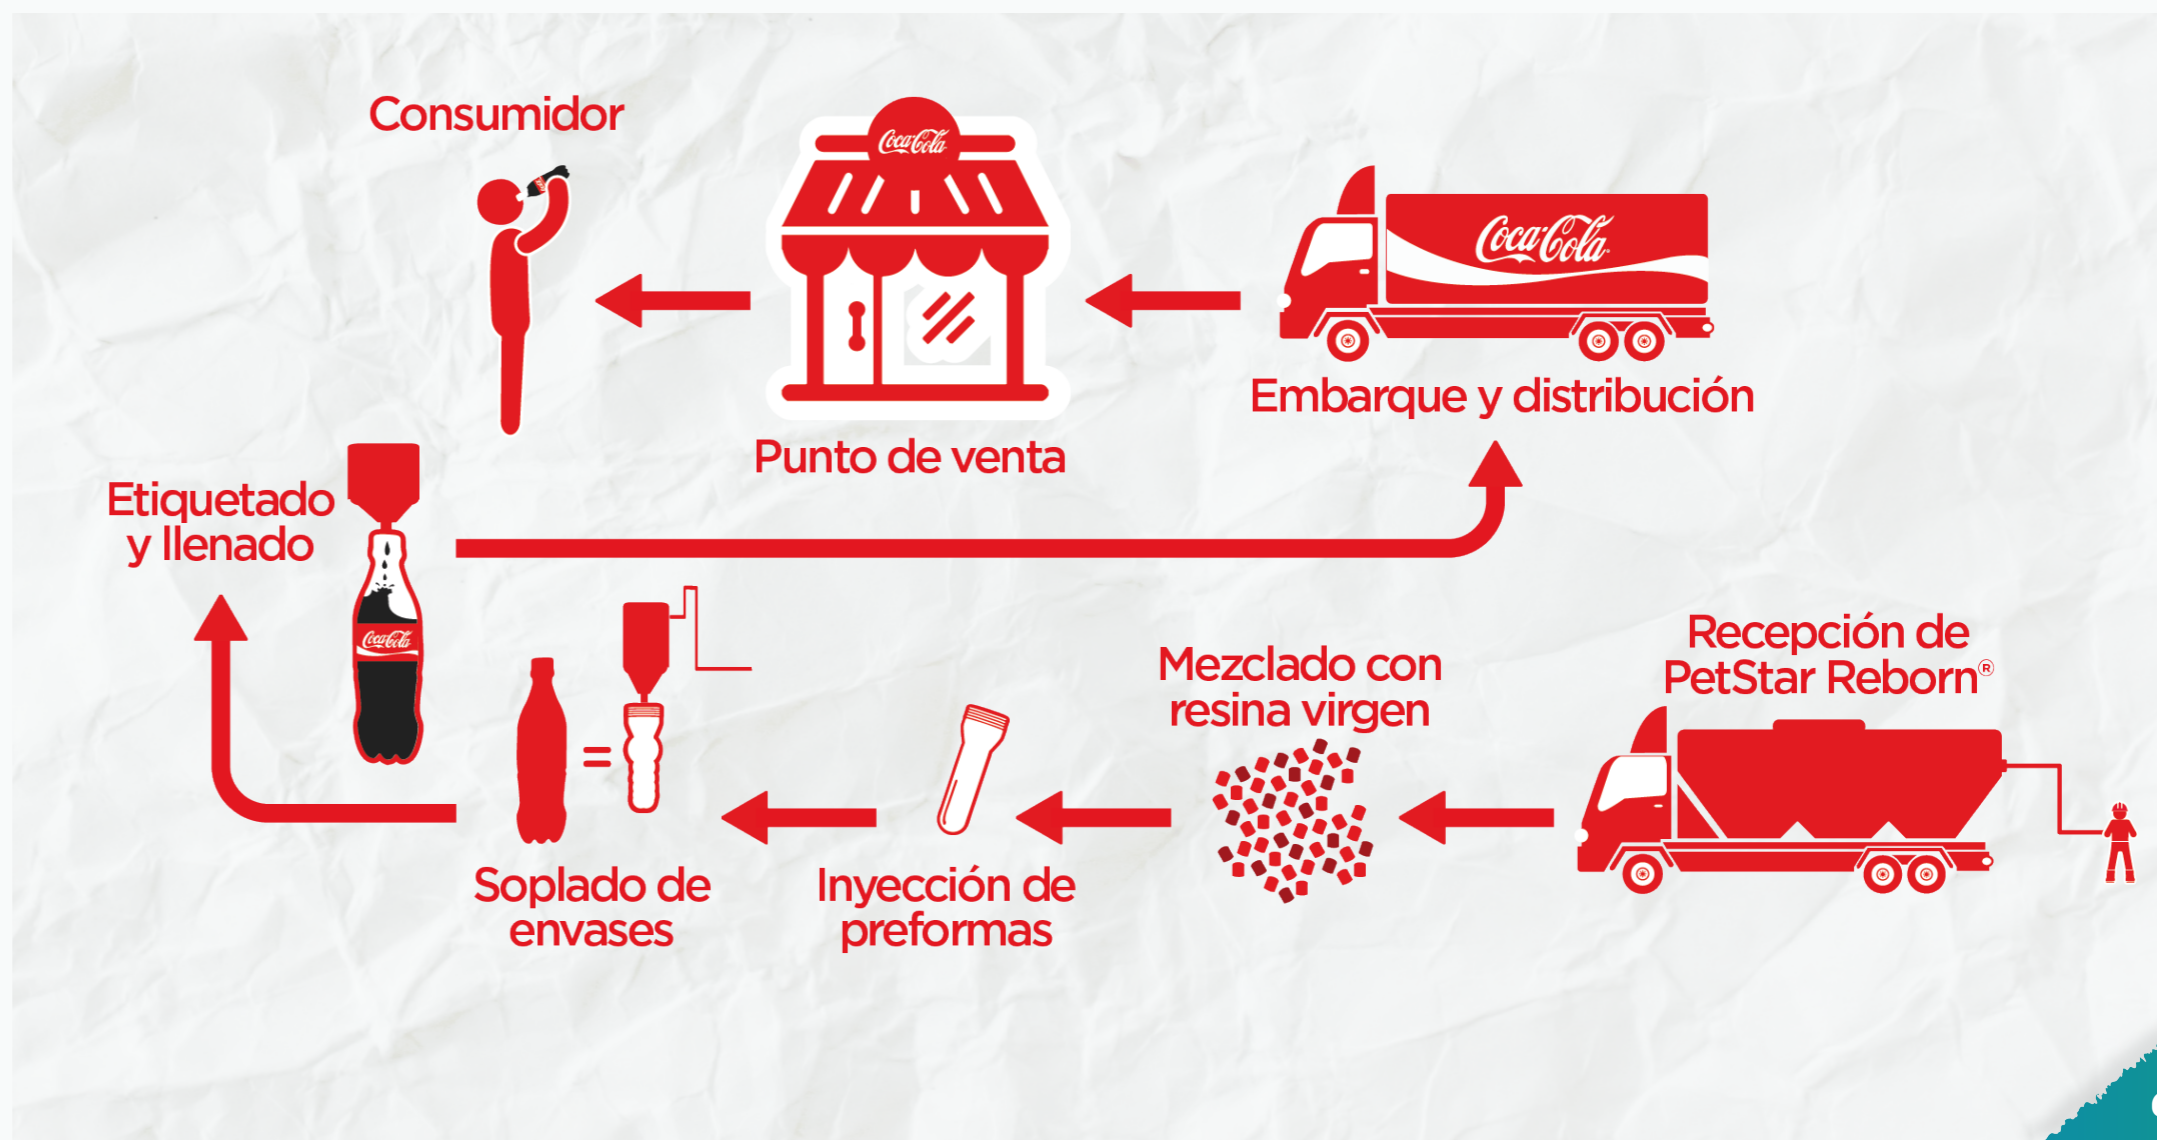 Consumidor
Coca-Cola
Coca-Cola
Embarque y distribución
Punto de venta
Etiquetado
y llenado
Coca-Cola
Recepción de
PetStar Reborn®
Mezclado con
resina virgen
Inyección de
preformas
Soplado de
envases